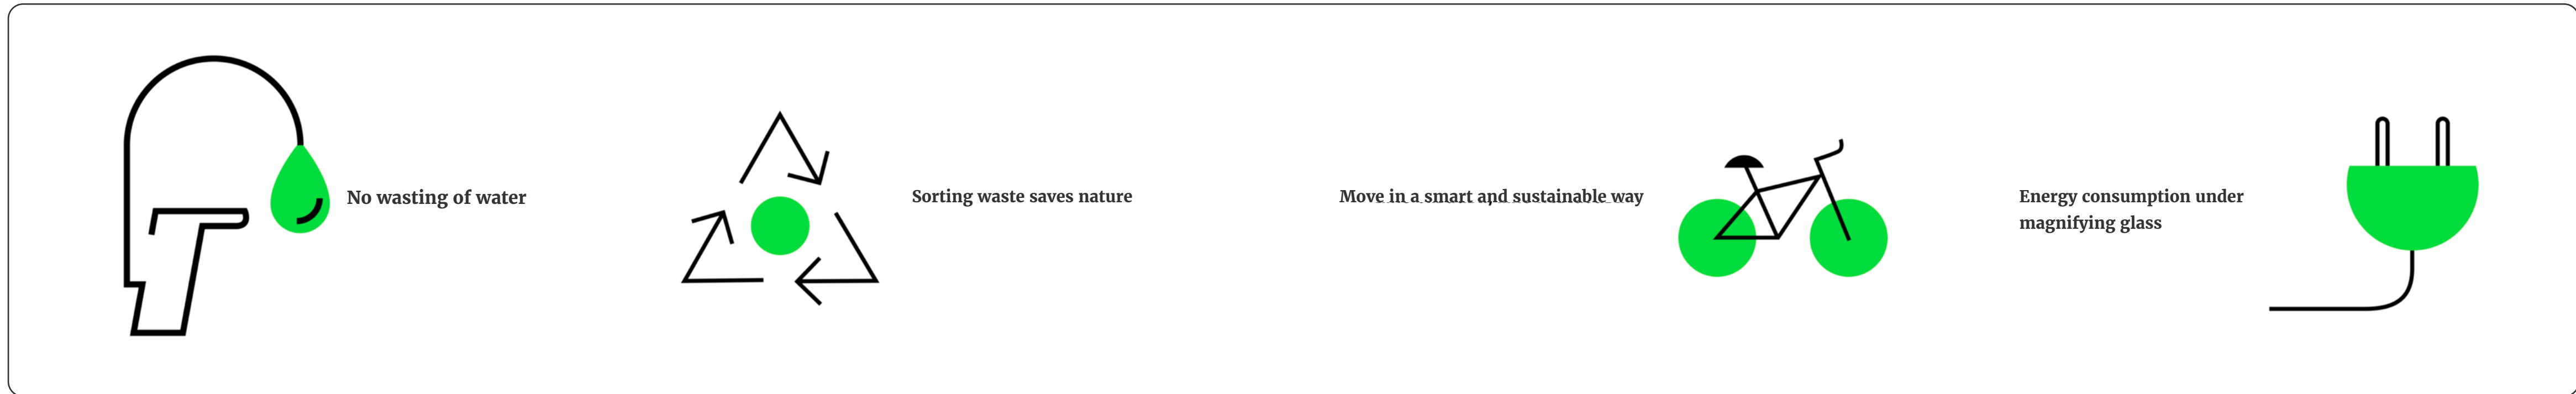 No wasting of water
Sorting waste saves nature
Move in a smart and sustainable way
Energy consumption under
magnifying glass